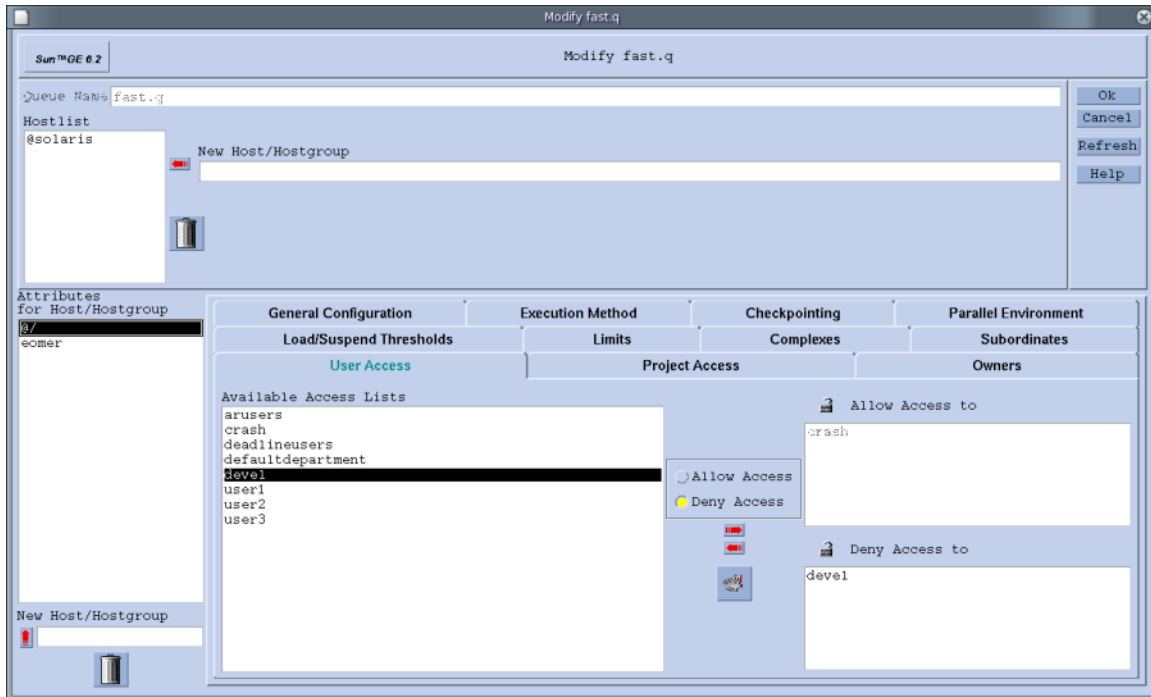 Modify fast.q
Sun™GE 6.2
Modify fast.q
Queue Name fast.q
Ok
Cancel
Refresh
Help
Hostlist
@solaris
New Host/Hostgroup
Attributes
for Host/Hostgroup
@/
eomer
New Host/Hostgroup
General Configuration
Execution Method
Checkpointing
Parallel Environment
Load/Suspend Thresholds
Limits
Complexes
Subordinates
User Access
Project Access
Owners
Available Access Lists
arusers
crash
deadlineusers
defaultdepartment
devel
user1
user2
user3
Allow Access
Deny Access
Allow Access to
crash
Deny Access to
devel